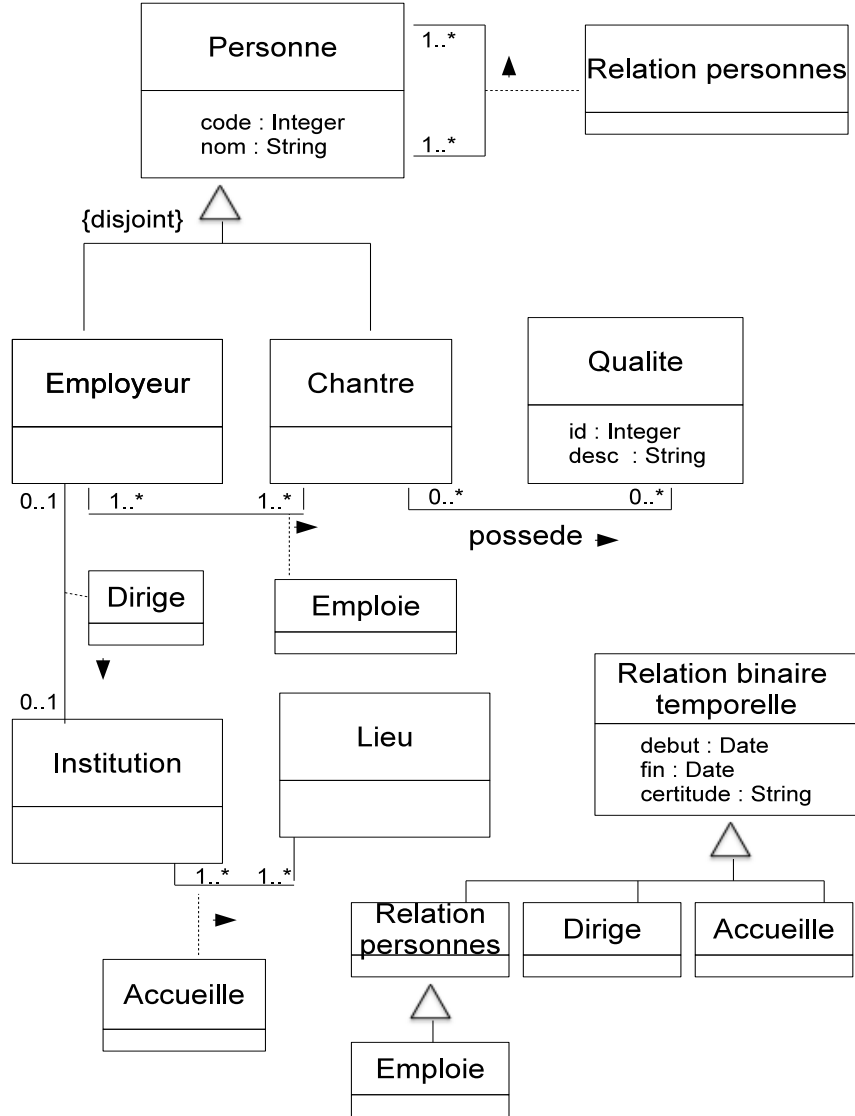 Personne
code : Integer
nom : String
1..*
1..*
Relation personnes
{disjoint}
Employeur
Chantre
Qualite
id : Integer
desc : String
0..1
1..*
1..*
0..*
0..*
possede
Dirige
Emploie
0..1
Institution
Lieu
Relation binaire
temporelle
debut : Date
fin : Date
certitude : String
1..*
1..*
Accueille
Relation
personnes
Dirige
Accueille
Emploie